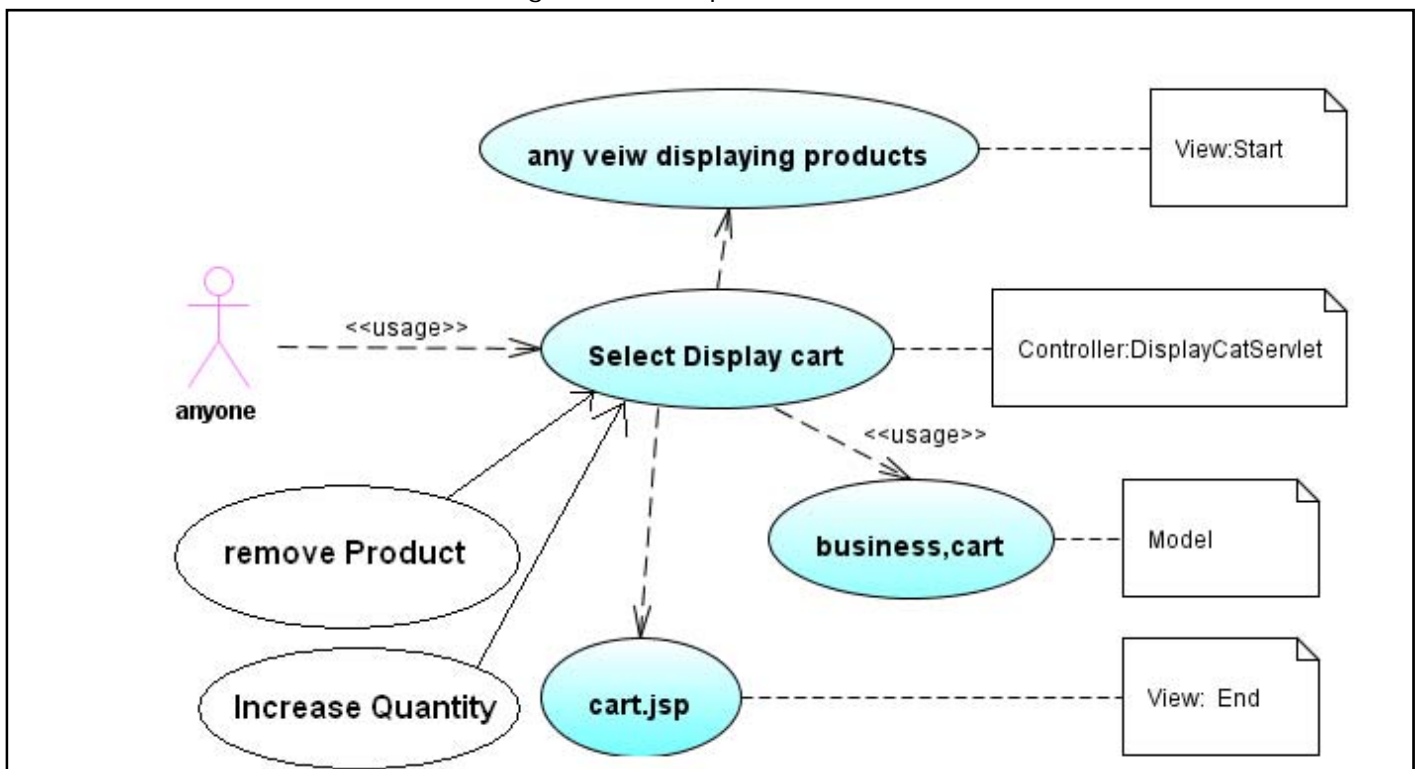 any veiw displaying products
View:Start
<<usage>>
Select Display cart
Controller:DisplayCatServlet
anyone
<<usage>>
remove Product
business,cart
Model
Increase Quantity
cart.jsp
View: End